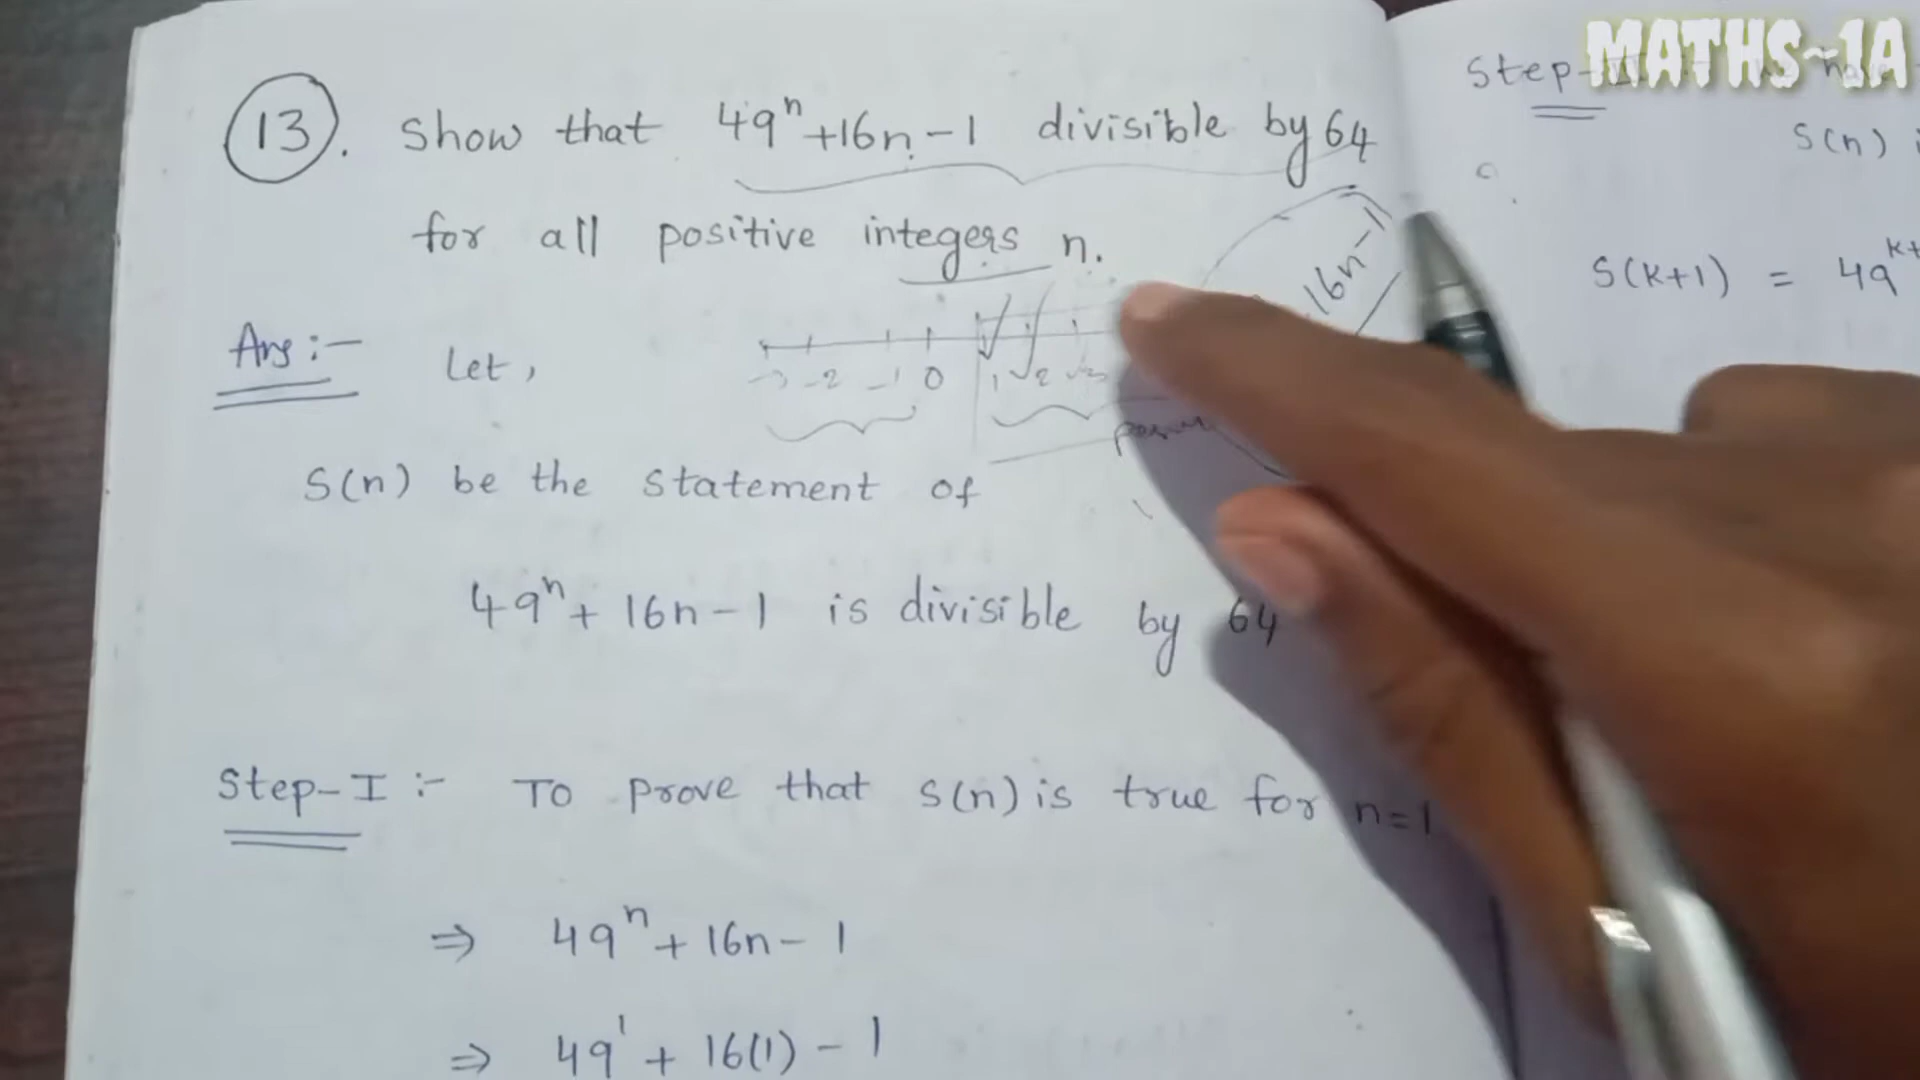 MATHS~1A
13. Show that 49ⁿ+16n-1 divisible by 64
for all positive integers n.
Ans:- Let,
-2 -1 0 1 2
16n-1
S(n) be the statement of
49ⁿ + 16n-1 is divisible by 64
Step-I :- To prove that S(n) is true for n=1
⇒ 49ⁿ + 16n - 1
⇒ 49¹ + 16(1) - 1
Step-
S(n)
S(k+1) = 49